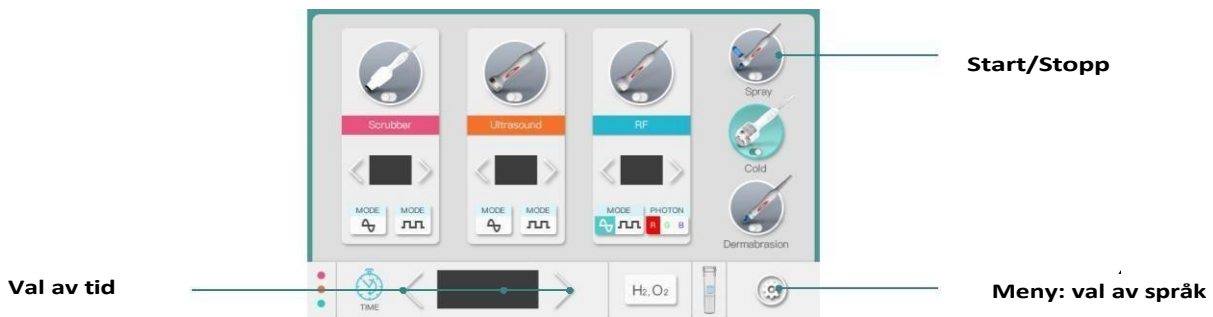 Start/Stopp
Spray
Scrubber
Ultrasound
RF
Cold
MODE
MODE
MODE
MODE
MODE
PHOTON
R G B
Dermabrasion
Val av tid
TIME
H2, O2
Meny: val av språk